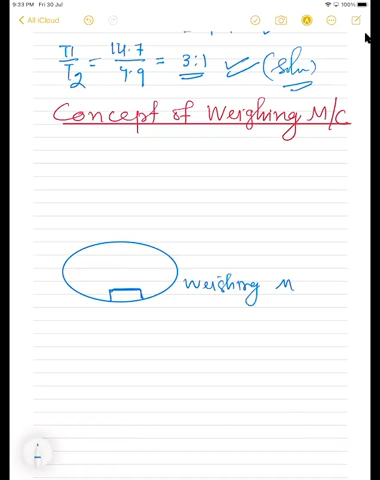 9:33 PM Fri 30 Jul
100%
All iCloud
T1/T2 = 14.7/4.9 = 3:1 (Soln)
Concept of Weighing M/C
Weighing M